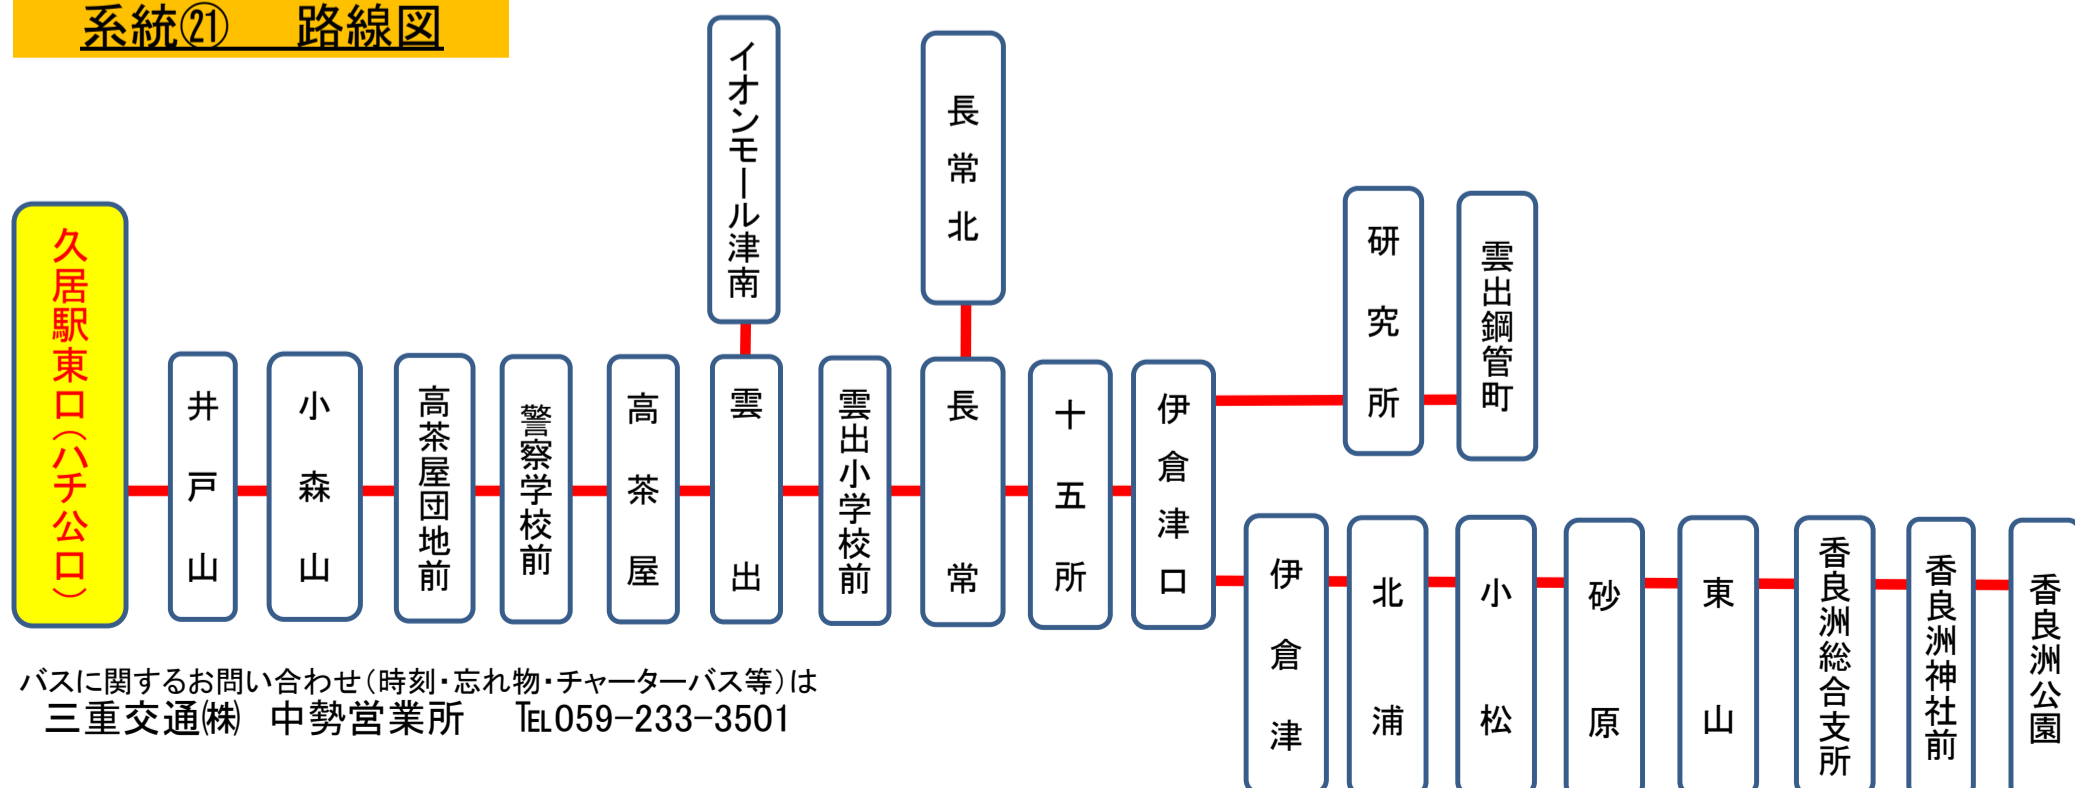 系統㉑ 路線図
イオンモール津南
長常北
久居駅東口（ハチ公口）
井戸山
小森山
高茶屋団地前
警察学校前
高茶屋
雲出
雲出小学校前
長常
十五所
伊倉津口
研究所
雲出鋼管町
伊倉津
北浦
小松
砂原
東山
香良洲総合支所
香良洲神社前
香良洲公園
バスに関するお問い合わせ（時刻・忘れ物・チャーターバス等）は
三重交通㈱ 中勢営業所 ℡059-233-3501